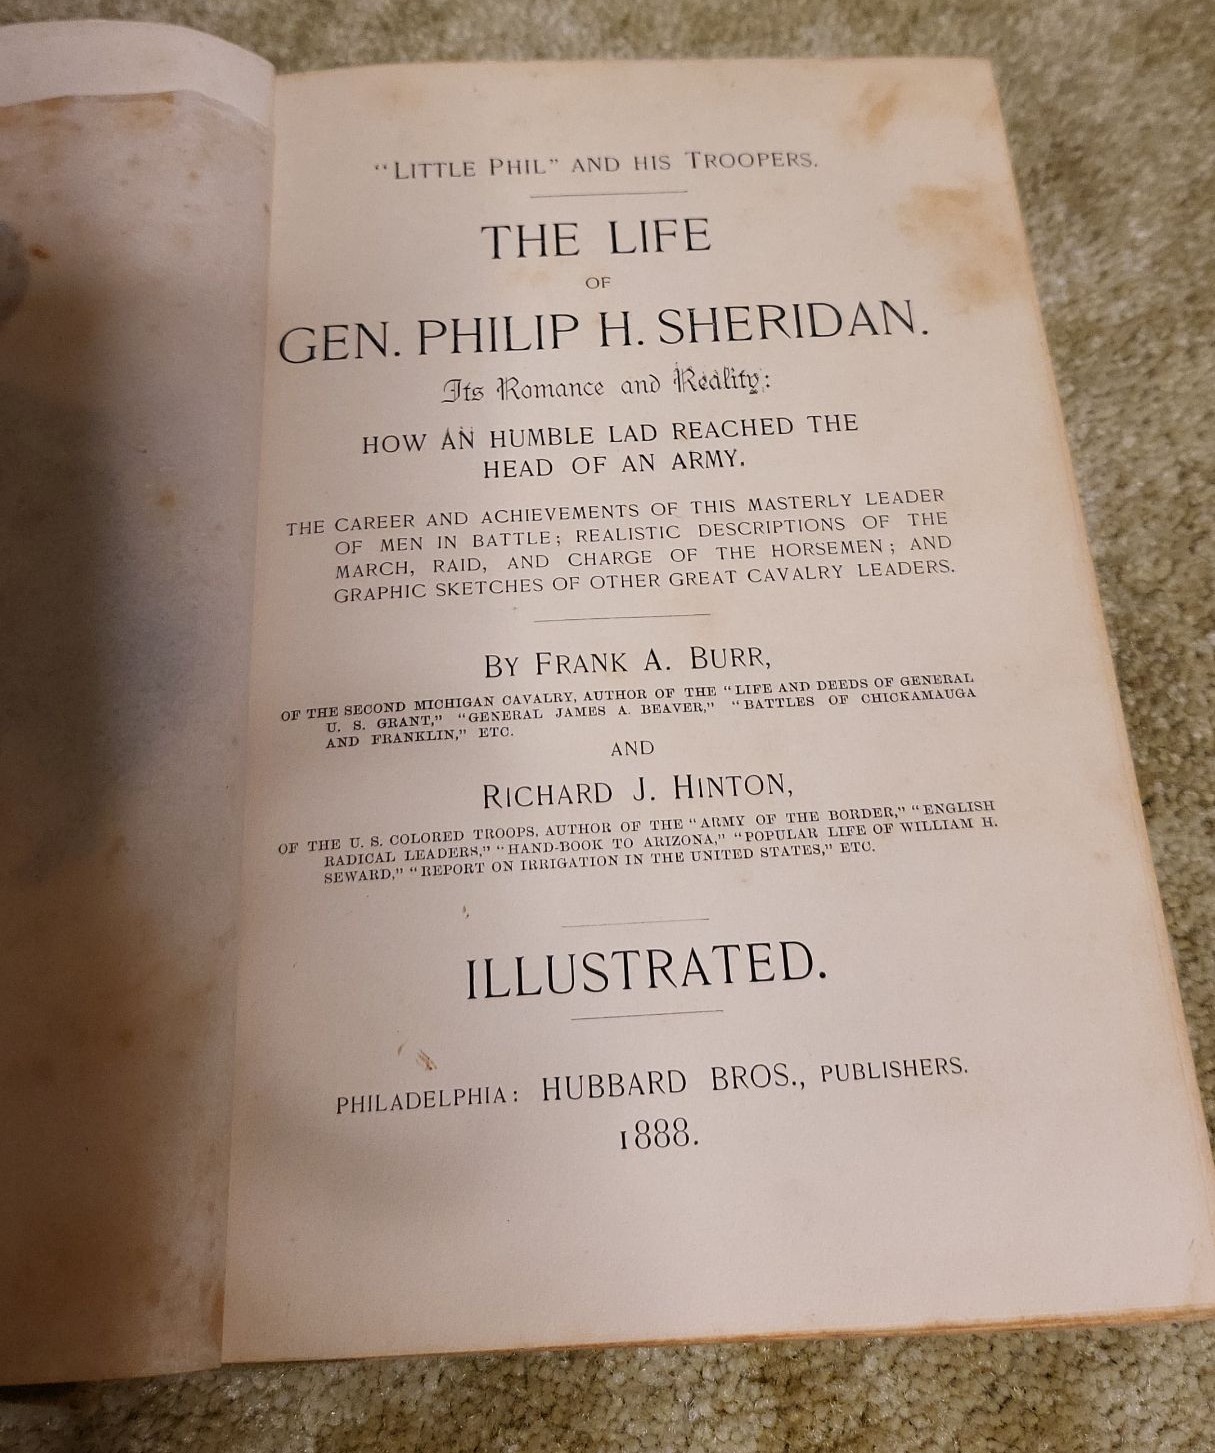 "LITTLE PHIL" AND HIS TROOPERS.
THE LIFE
OF
GEN. PHILIP H. SHERIDAN.
Its Romance and Reality:
HOW AN HUMBLE LAD REACHED THE
HEAD OF AN ARMY.
THE CAREER AND ACHIEVEMENTS OF THIS MASTERLY LEADER
OF MEN IN BATTLE; REALISTIC DESCRIPTIONS OF THE
MARCH, RAID, AND CHARGE OF THE HORSEMEN; AND
GRAPHIC SKETCHES OF OTHER GREAT CAVALRY LEADERS.
BY FRANK A. BURR,
OF THE SECOND MICHIGAN CAVALRY, AUTHOR OF THE "LIFE AND DEEDS OF GENERAL
U. S. GRANT," "GENERAL JAMES A. BEAVER," "BATTLES OF CHICKAMAUGA
AND FRANKLIN," ETC.
AND
RICHARD J. HINTON,
OF THE U. S. COLORED TROOPS, AUTHOR OF THE "ARMY OF THE BORDER," "ENGLISH
RADICAL LEADERS," "HAND-BOOK TO ARIZONA," "POPULAR LIFE OF WILLIAM H.
SEWARD," "REPORT ON IRRIGATION IN THE UNITED STATES," ETC.
ILLUSTRATED.
PHILADELPHIA: HUBBARD BROS., PUBLISHERS.
1888.